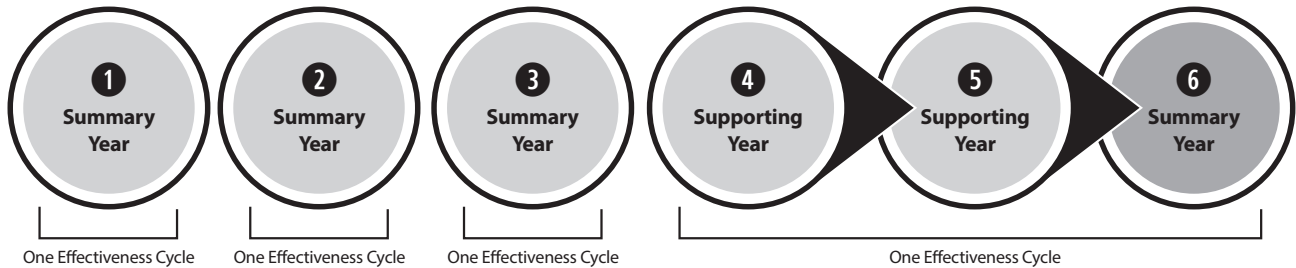 1
Summary
Year
2
Summary
Year
3
Summary
Year
4
Supporting
Year
5
Supporting
Year
6
Summary
Year
One Effectiveness Cycle
One Effectiveness Cycle
One Effectiveness Cycle
One Effectiveness Cycle